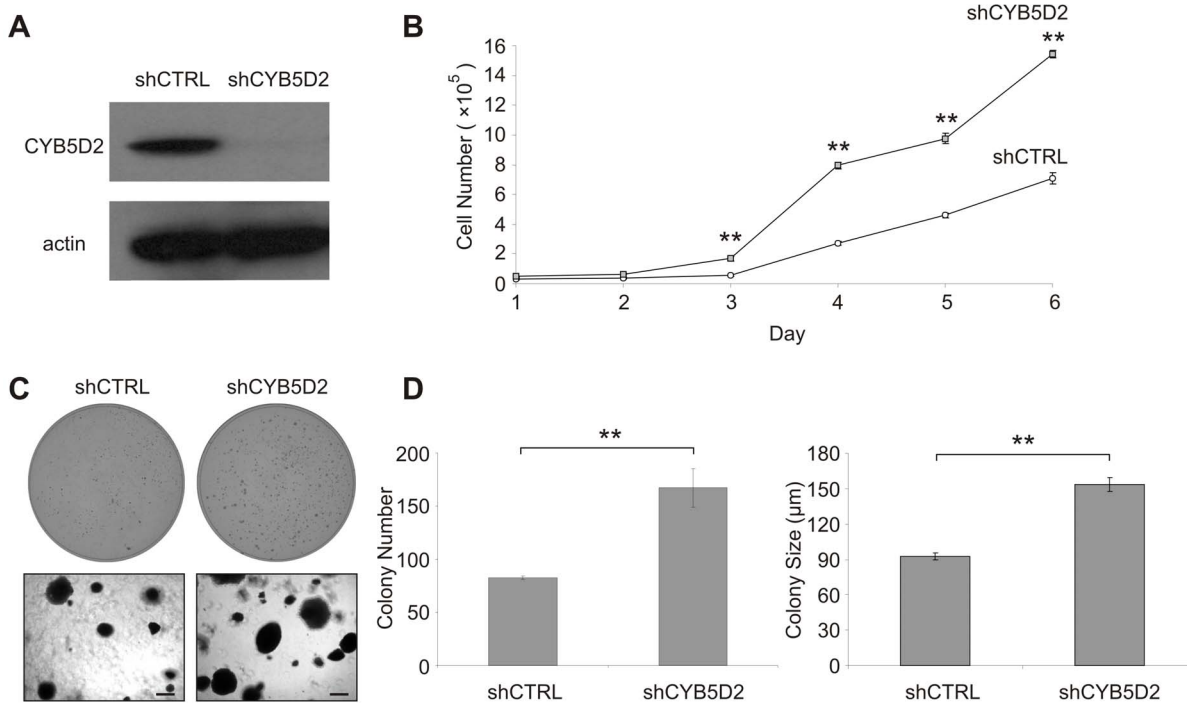 A
shCTRL shCYB5D2
CYB5D2
actin
B
shCYB5D2
16
14
12
10
8
6
4
2
0
Cell Number ( ×10⁵ )
**
**
**
**
shCTRL
1 2 3 4 5 6
Day
C
shCTRL shCYB5D2
D
**
200
150
100
50
0
Colony Number
shCTRL shCYB5D2
**
180
150
120
90
60
30
0
Colony Size (µm)
shCTRL shCYB5D2